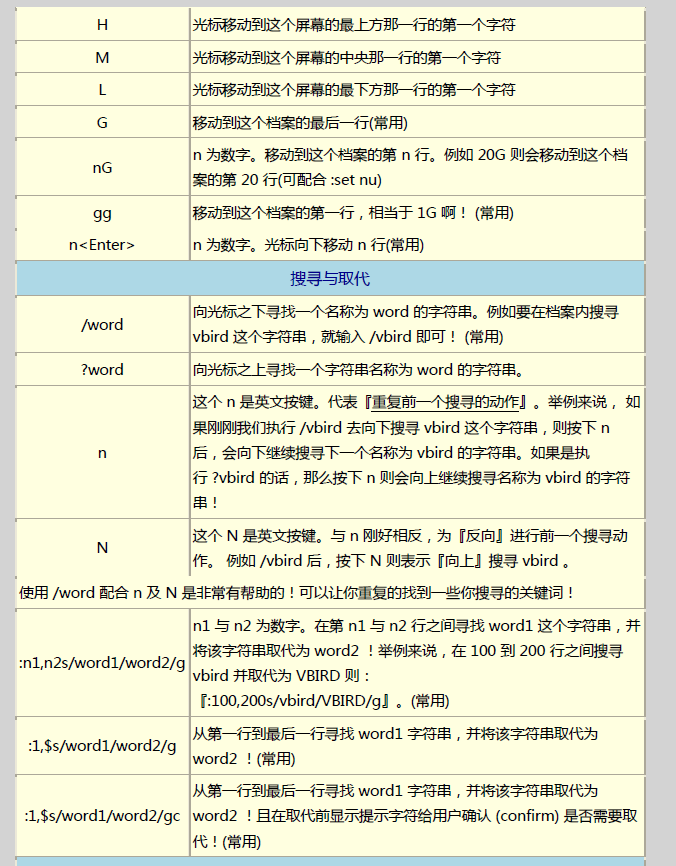 H 光标移动到这个屏幕的最上方那一行的第一个字符
M 光标移动到这个屏幕的中央那一行的第一个字符
L 光标移动到这个屏幕的最下方那一行的第一个字符
G 移动到这个档案的最后一行(常用)
nG n 为数字。移动到这个档案的第 n 行。例如 20G 则会移动到这个档
案的第 20 行(可配合 :set nu)
gg 移动到这个档案的第一行，相当于 1G 啊！ (常用)
n<Enter> n 为数字。光标向下移动 n 行(常用)
搜寻与取代
/word 向光标之下寻找一个名称为 word 的字符串。例如要在档案内搜寻
vbird 这个字符串，就输入 /vbird 即可！ (常用)
?word 向光标之上寻找一个字符串名称为 word 的字符串。
n 这个 n 是英文按键。代表『重复前一个搜寻的动作』。举例来说， 如
果刚刚我们执行 /vbird 去向下搜寻 vbird 这个字符串，则按下 n
后，会向下继续搜寻下一个名称为 vbird 的字符串。如果是执
行 ?vbird 的话，那么按下 n 则会向上继续搜寻名称为 vbird 的字符
串！
N 这个 N 是英文按键。与 n 刚好相反，为『反向』进行前一个搜寻动
作。 例如 /vbird 后，按下 N 则表示『向上』搜寻 vbird 。
使用 /word 配合 n 及 N 是非常有帮助的！可以让你重复的找到一些你搜寻的关键词！
:n1,n2s/word1/word2/g n1 与 n2 为数字。在第 n1 与 n2 行之间寻找 word1 这个字符串，并
将该字符串取代为 word2 ！举例来说，在 100 到 200 行之间搜寻
vbird 并取代为 VBIRD 则：
『:100,200s/vbird/VBIRD/g』。(常用)
:1,$s/word1/word2/g 从第一行到最后一行寻找 word1 字符串，并将该字符串取代为
word2 ！(常用)
:1,$s/word1/word2/gc 从第一行到最后一行寻找 word1 字符串，并将该字符串取代为
word2 ！且在取代前显示提示字符给用户确认 (confirm) 是否需要取
代！(常用)